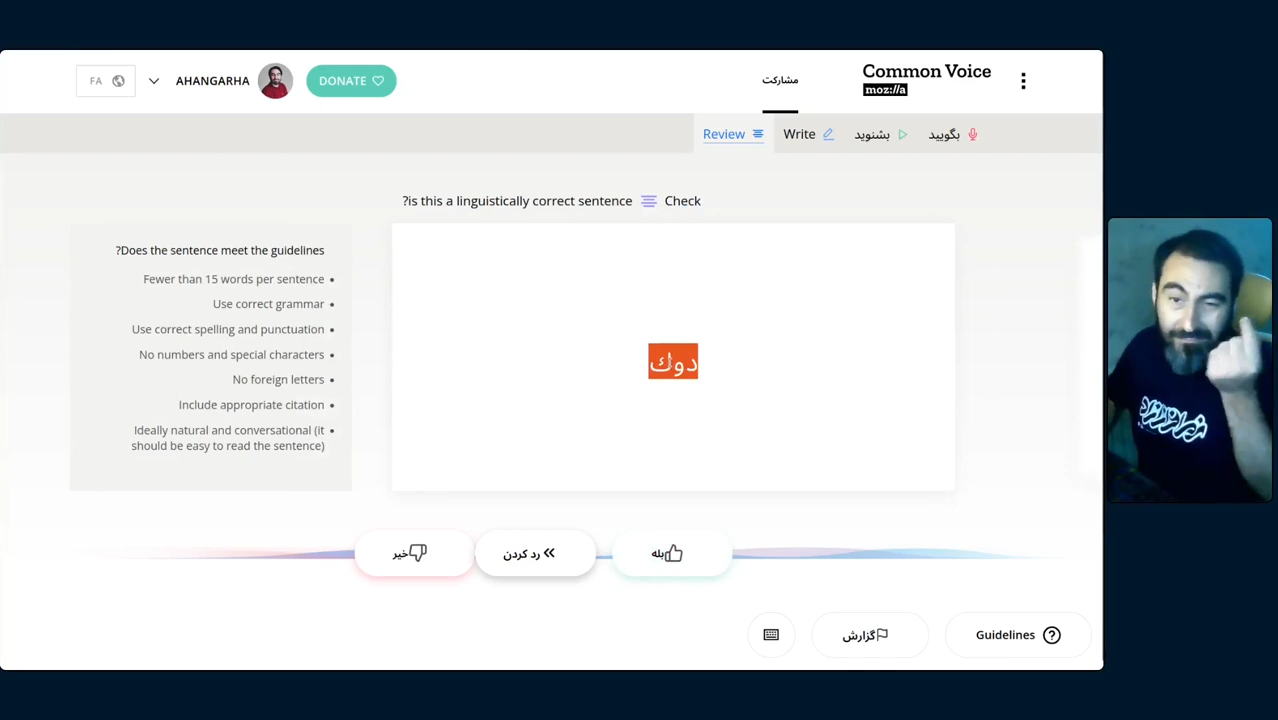 FA
AHANGARHA
DONATE
مشارکت
Common Voice
moz://a
Review
Write
بشنوید
بگویید
?is this a linguistically correct sentence
Check
?Does the sentence meet the guidelines
Fewer than 15 words per sentence
Use correct grammar
Use correct spelling and punctuation
No numbers and special characters
No foreign letters
Include appropriate citation
Ideally natural and conversational (it
should be easy to read the sentence)
دوك
خیر
رد کردن
بله
گزارش
Guidelines